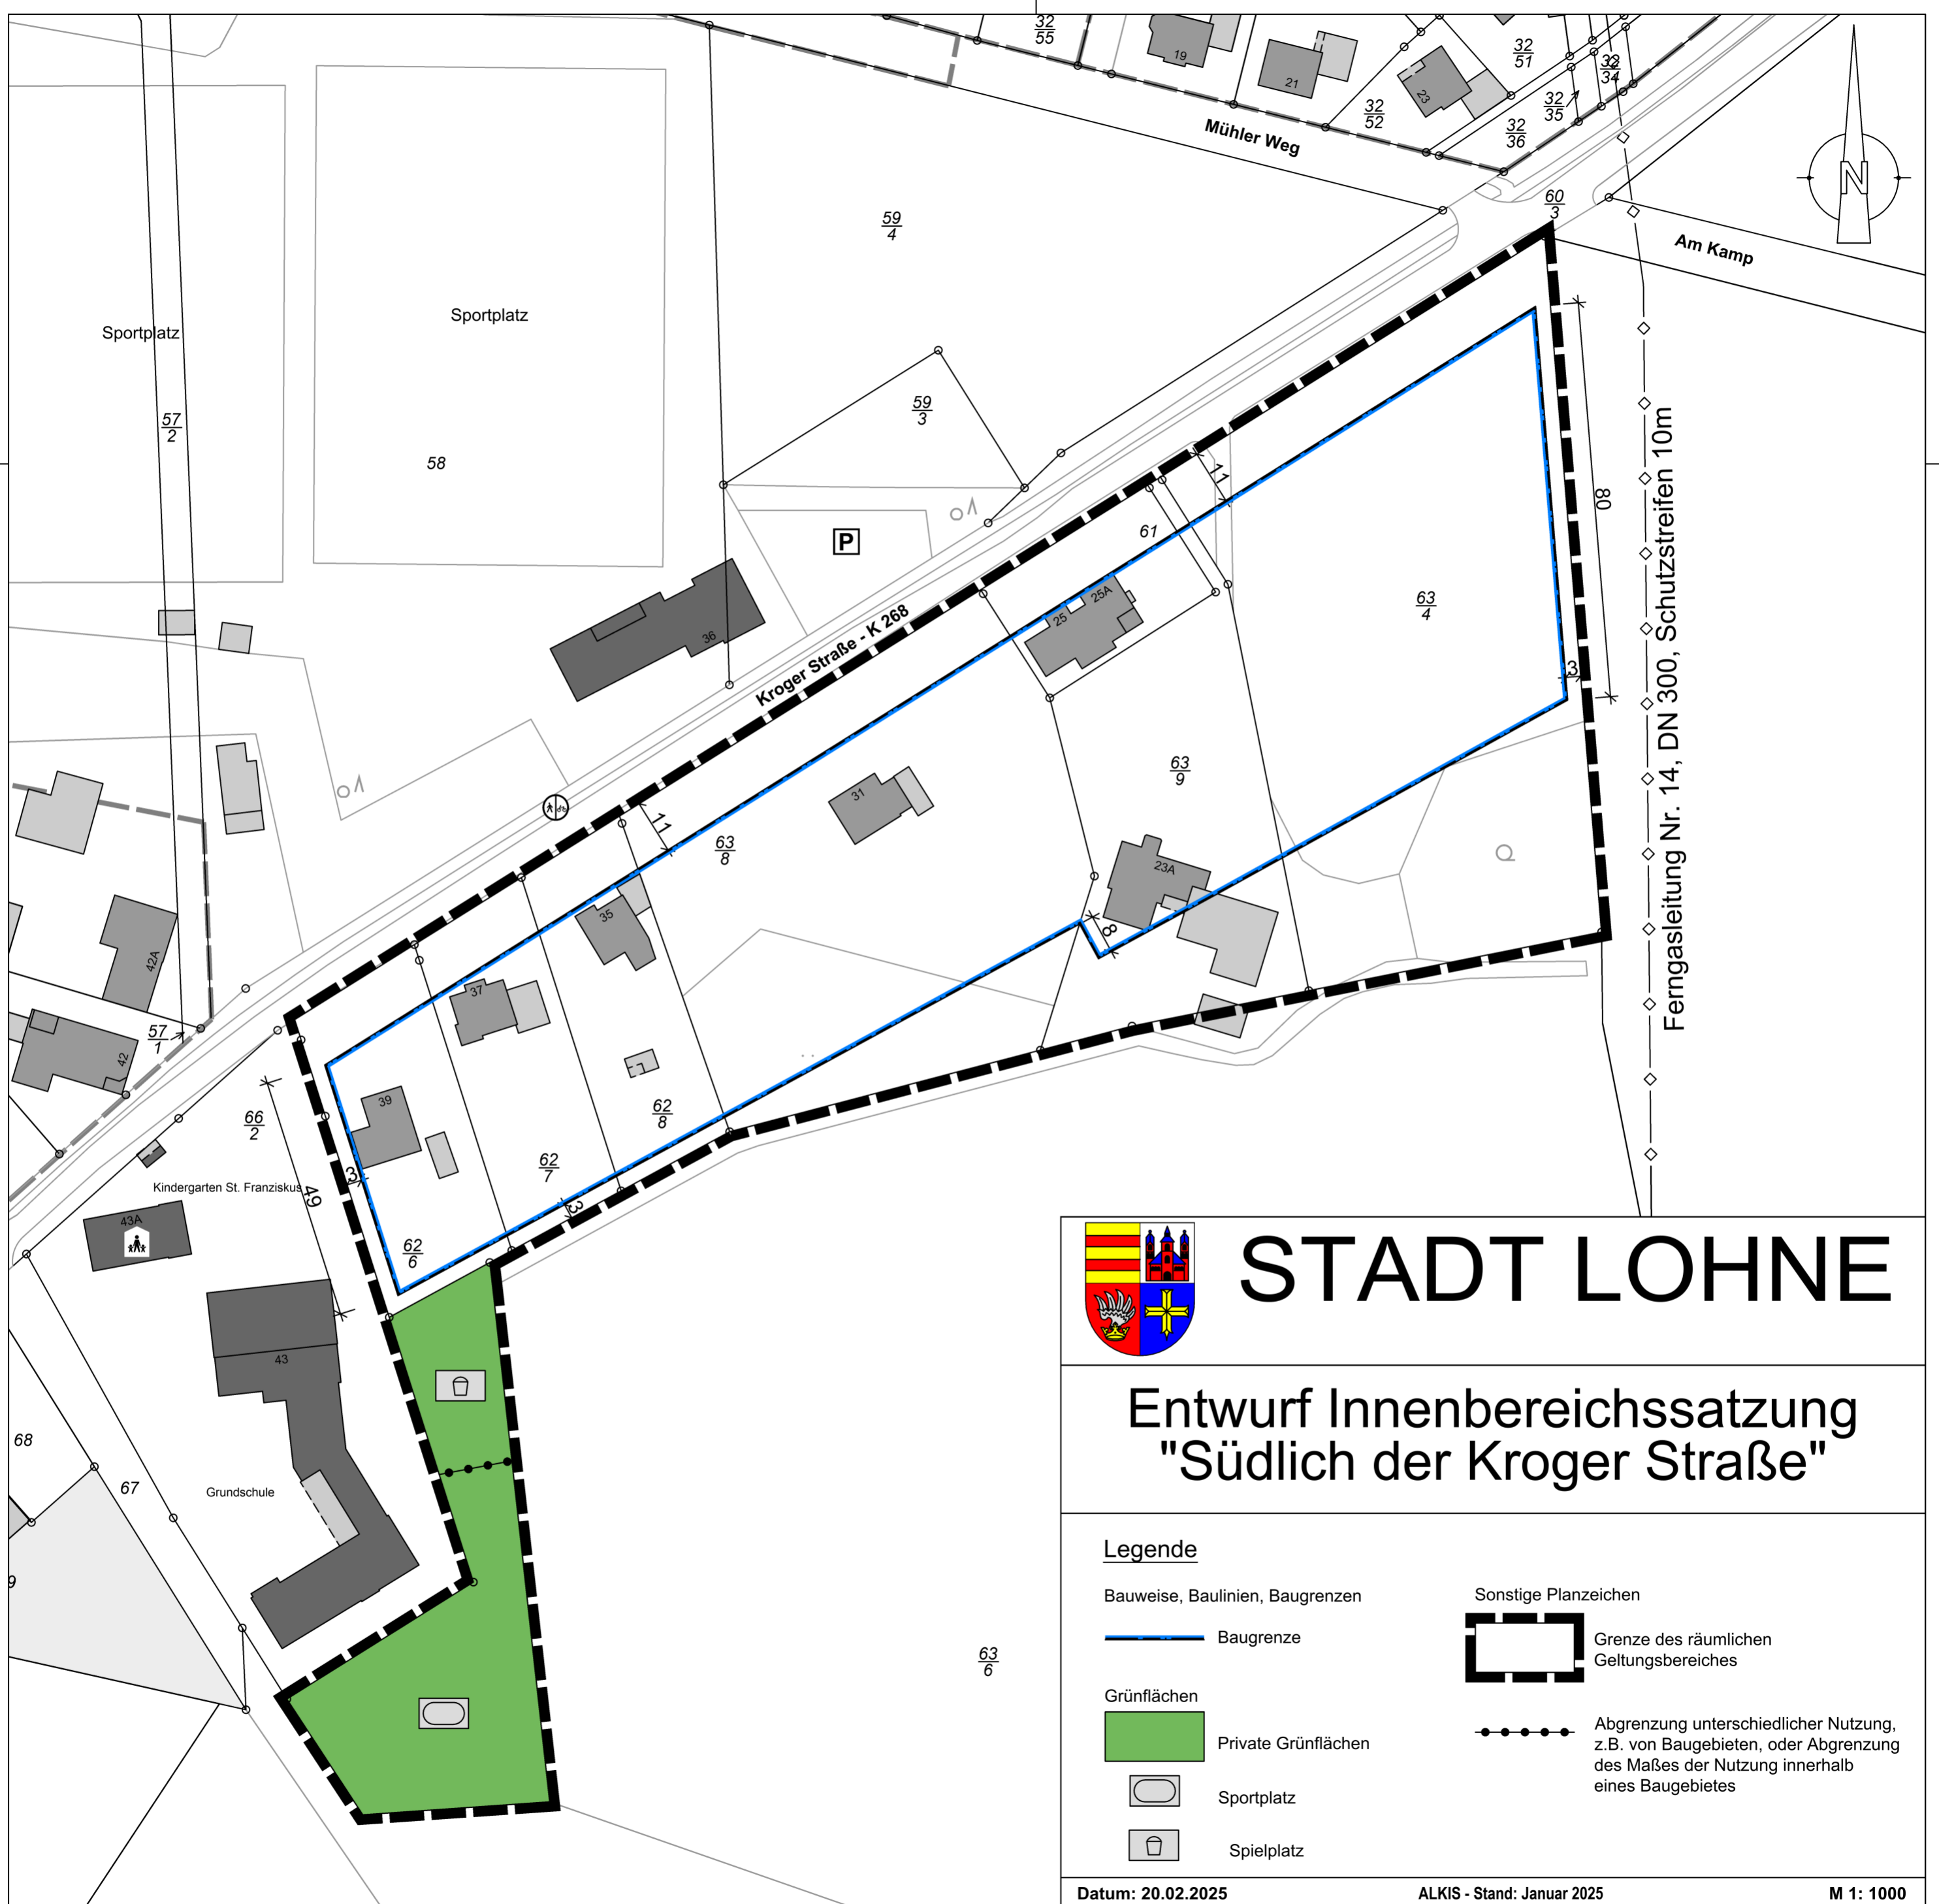 32
55
19
21
23
32
51
32
34
32
35
32
52
32
36
Mühler Weg
60
3
N
Am Kamp
59
4
Sportplatz
Sportplatz
57
2
58
59
3
P
61
11
80
Ferngasleitung Nr. 14, DN 300, Schutzstreifen 10m
63
4
25
25A
36
Kroger Straße - K 268
3
63
9
31
11
63
8
23A
8
35
37
42A
42
57
1
39
66
2
62
8
62
7
3
3
49
Kindergarten St. Franziskus
43A
62
6
43
68
67
Grundschule
9
63
6
STADT LOHNE
Entwurf Innenbereichssatzung
"Südlich der Kroger Straße"
Legende
Bauweise, Baulinien, Baugrenzen
Baugrenze
Grünflächen
Private Grünflächen
Sportplatz
Spielplatz
Sonstige Planzeichen
Grenze des räumlichen
Geltungsbereiches
Abgrenzung unterschiedlicher Nutzung,
z.B. von Baugebieten, oder Abgrenzung
des Maßes der Nutzung innerhalb
eines Baugebietes
Datum: 20.02.2025
ALKIS - Stand: Januar 2025
M 1: 1000